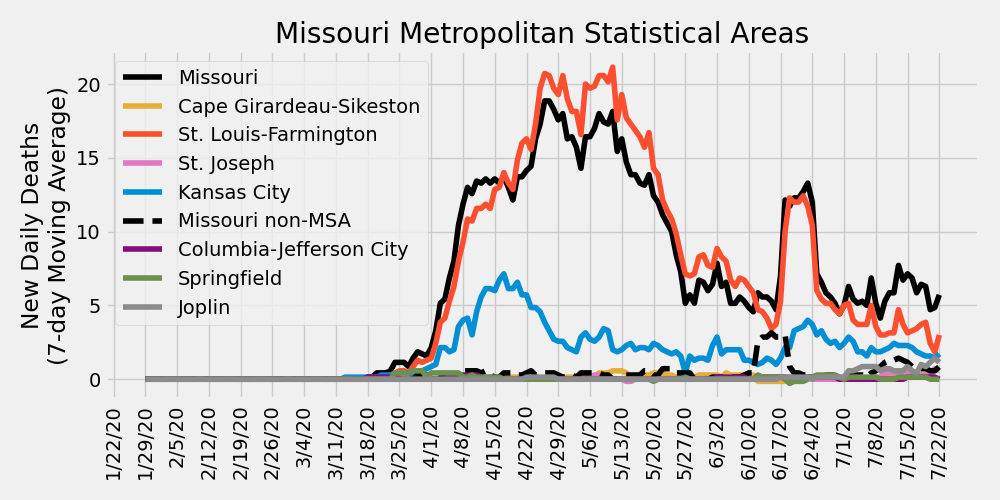 Missouri Metropolitan Statistical Areas
New Daily Deaths
(7-day Moving Average)
20
15
10
5
0
Missouri
Cape Girardeau-Sikeston
St. Louis-Farmington
St. Joseph
Kansas City
Missouri non-MSA
Columbia-Jefferson City
Springfield
Joplin
1/22/20
1/29/20
2/5/20
2/12/20
2/19/20
2/26/20
3/4/20
3/11/20
3/18/20
3/25/20
4/1/20
4/8/20
4/15/20
4/22/20
4/29/20
5/6/20
5/13/20
5/20/20
5/27/20
6/3/20
6/10/20
6/17/20
6/24/20
7/1/20
7/8/20
7/15/20
7/22/20